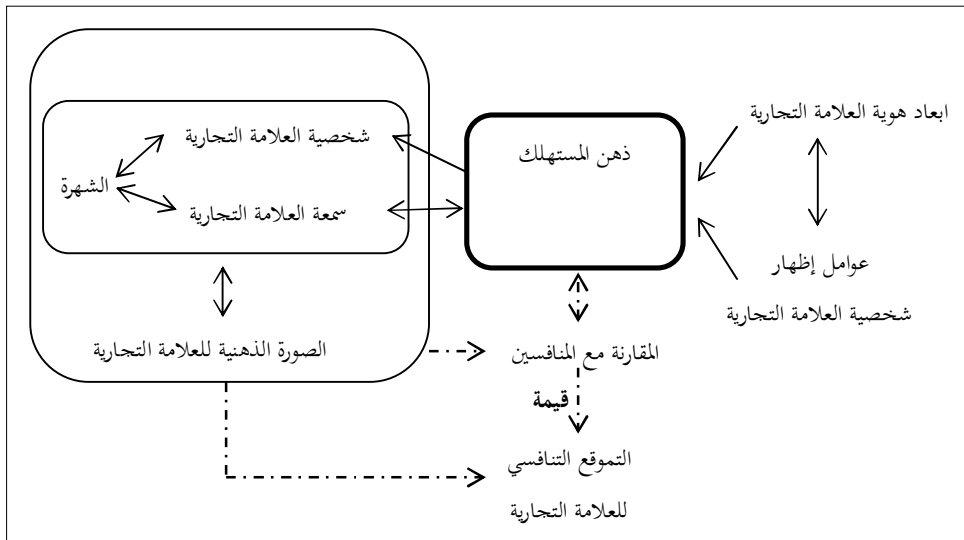 ابعاد هوية العلامة التجارية
عوامل إظهار
شخصية العلامة التجارية
ذهن المستهلك
شخصية العلامة التجارية
الشهرة
سمعة العلامة التجارية
الصورة الذهنية للعلامة التجارية
المقارنة مع المنافسين
قيمة
التموقع التنافسي
للعلامة التجارية